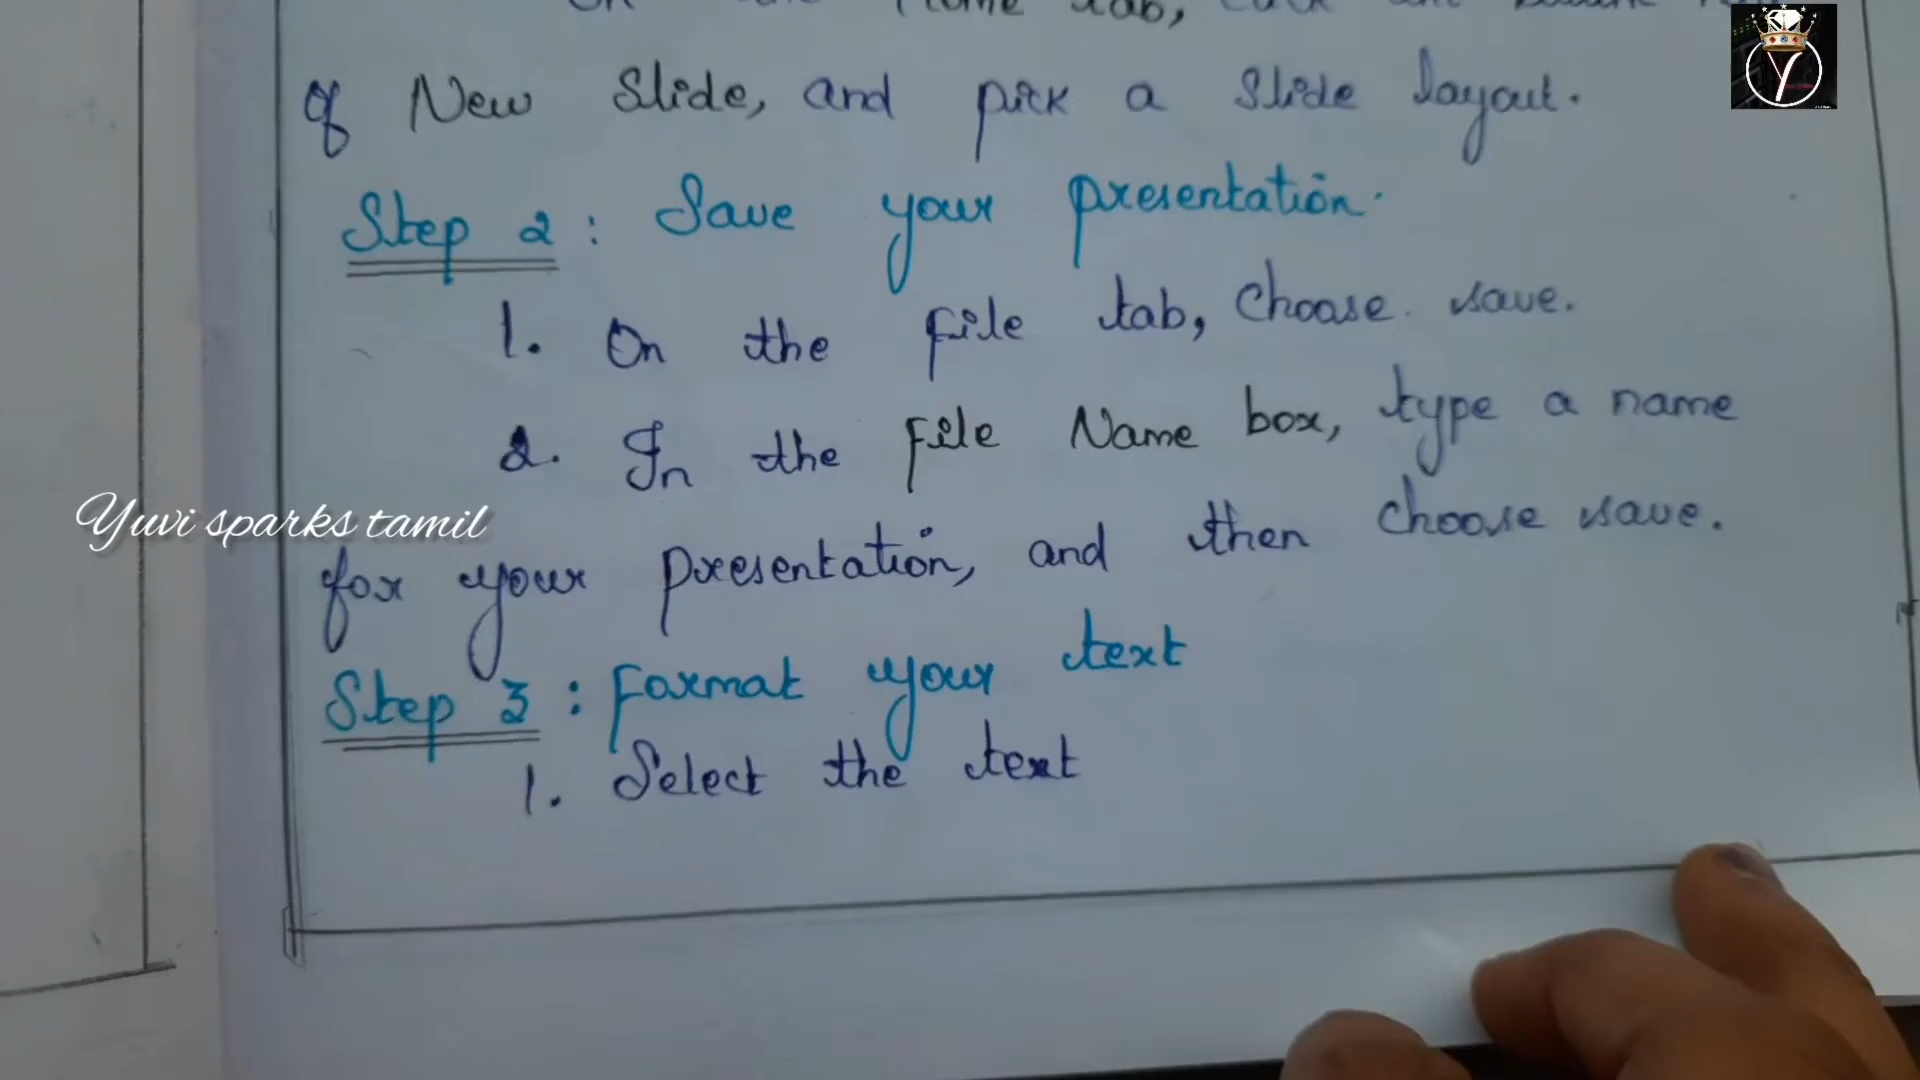 Home tab,
of New Slide, and pick a Slide layout.
Step 2: Save your presentation.
1. On the File tab, Choose save.
2. In the File Name box, type a name
Yuvi sparks tamil
for your presentation, and then choose save.
Step 3: Format your text
1. Select the text